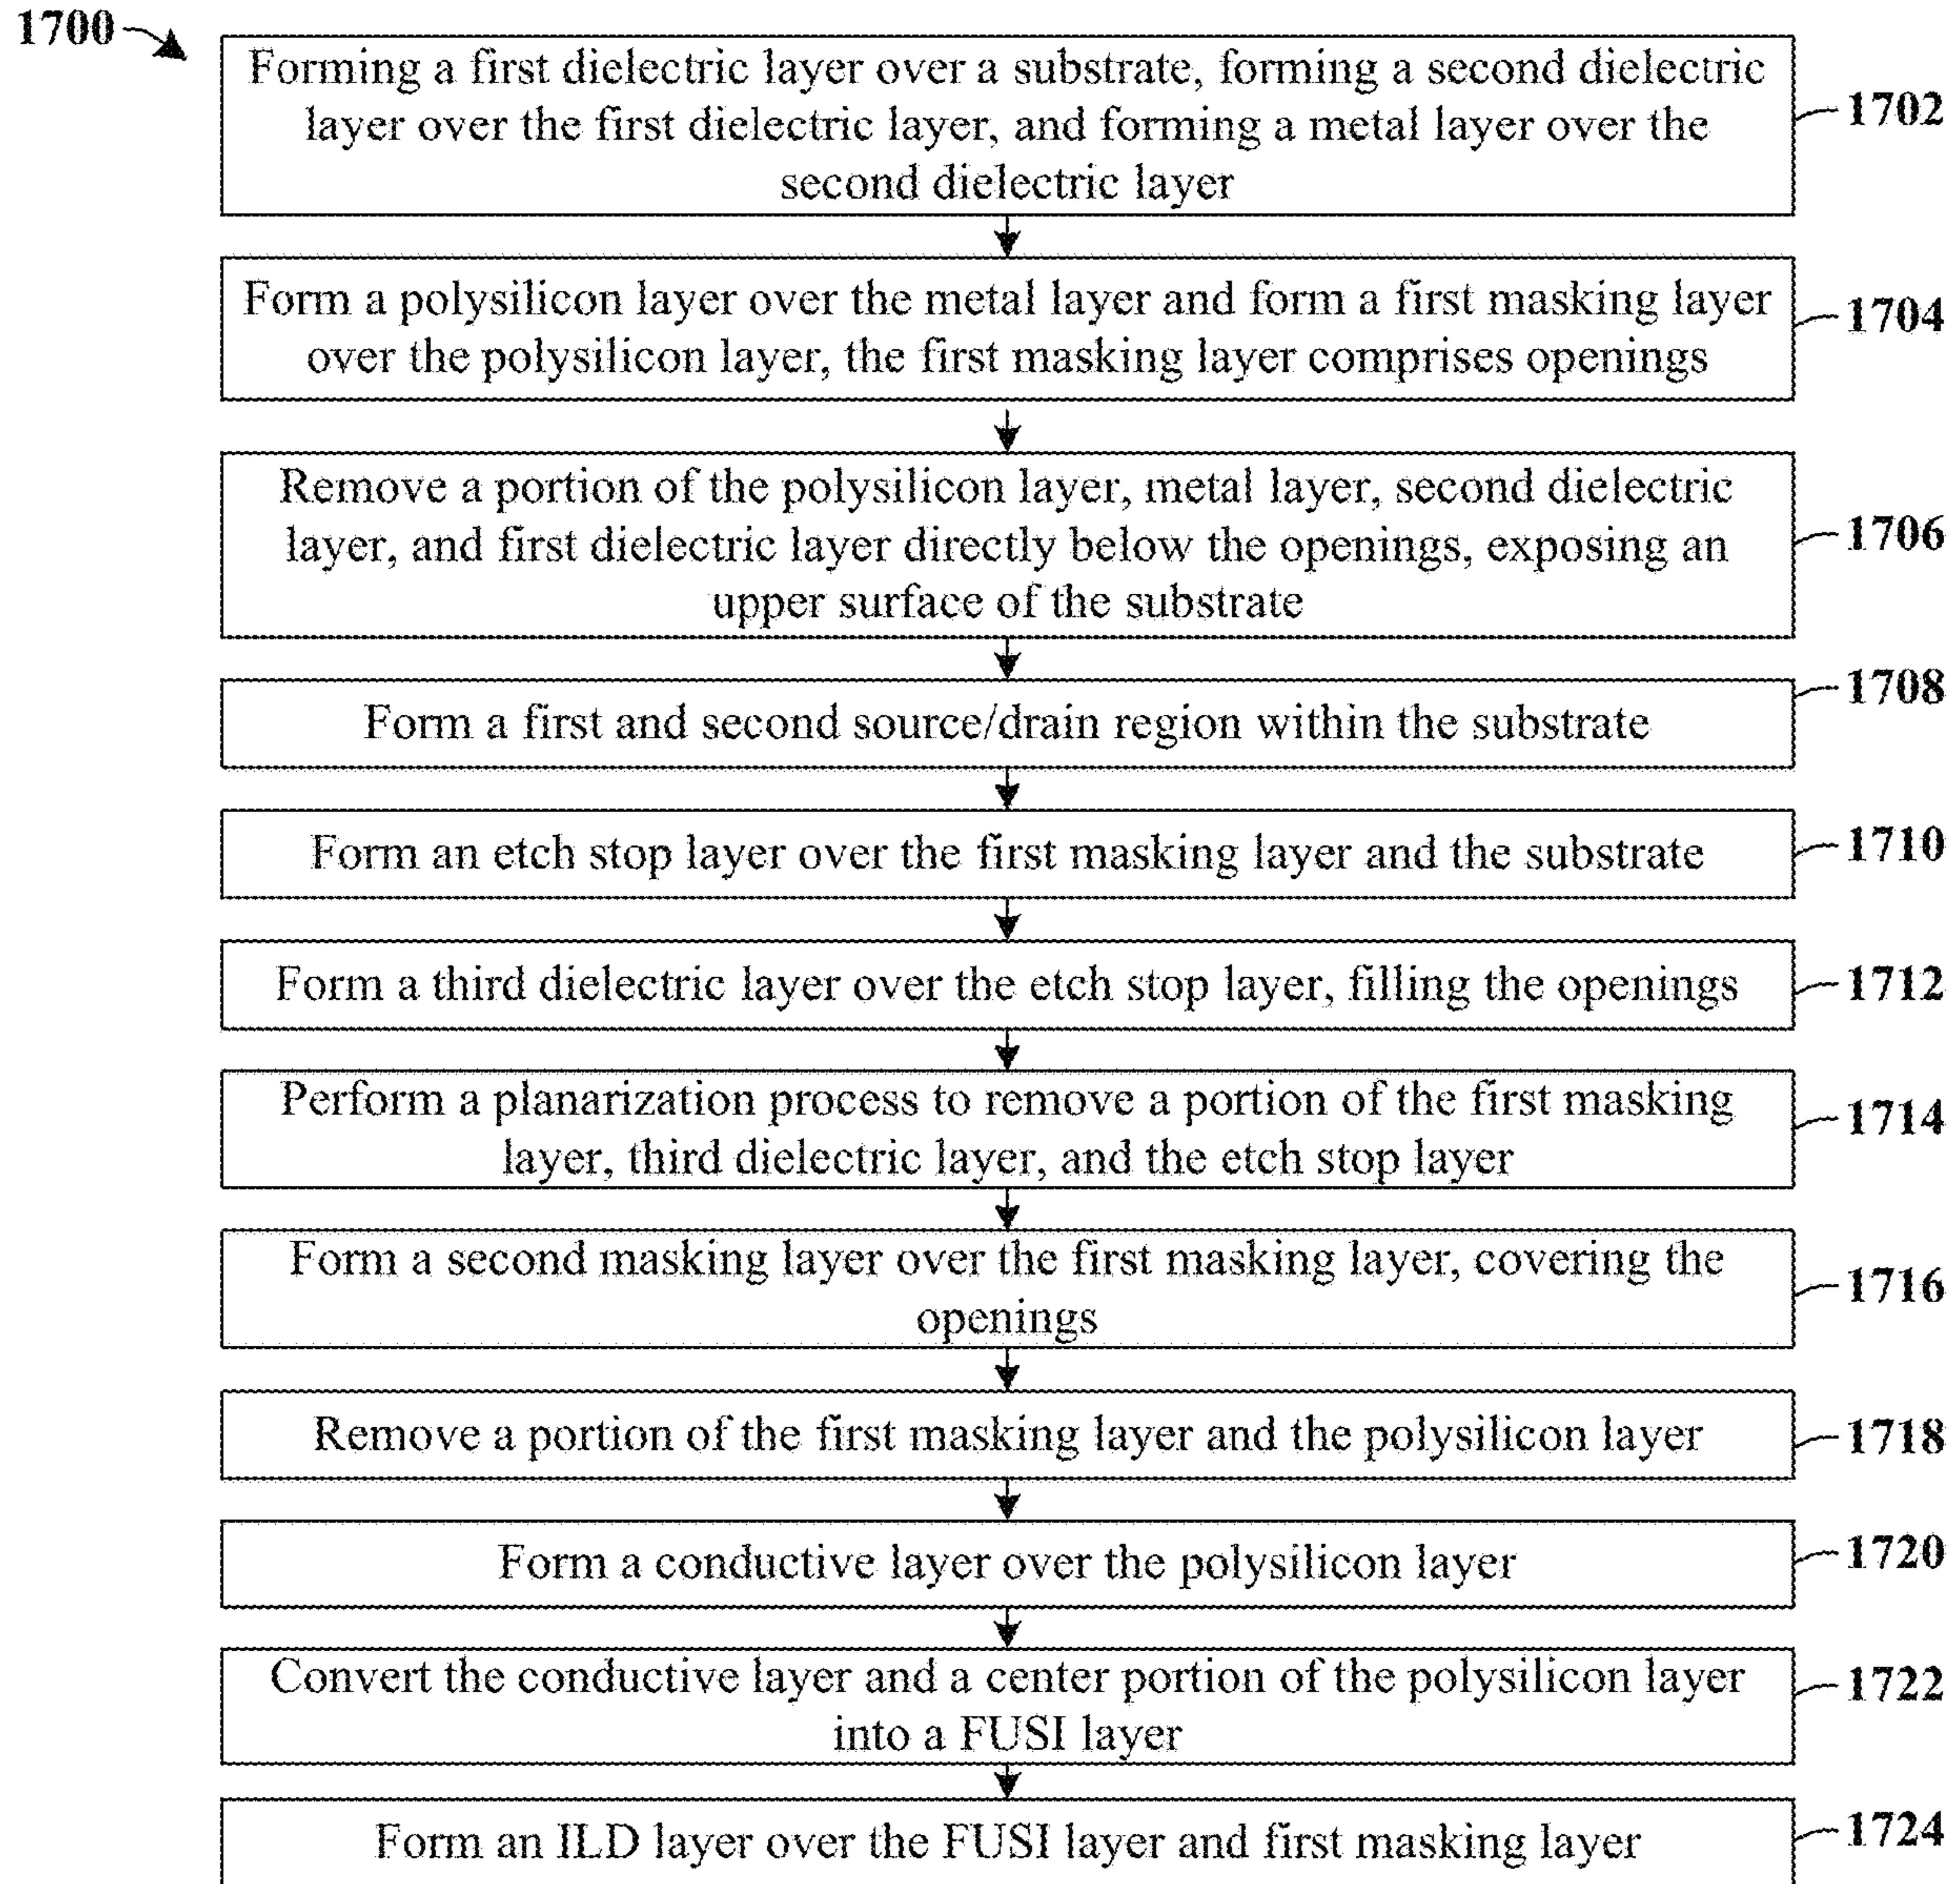 1700
Forming a first dielectric layer over a substrate, forming a second dielectric
layer over the first dielectric layer, and forming a metal layer over the
second dielectric layer
1702
Form a polysilicon layer over the metal layer and form a first masking layer
over the polysilicon layer, the first masking layer comprises openings
1704
Remove a portion of the polysilicon layer, metal layer, second dielectric
layer, and first dielectric layer directly below the openings, exposing an
upper surface of the substrate
1706
Form a first and second source/drain region within the substrate
1708
Form an etch stop layer over the first masking layer and the substrate
1710
Form a third dielectric layer over the etch stop layer, filling the openings
1712
Perform a planarization process to remove a portion of the first masking
layer, third dielectric layer, and the etch stop layer
1714
Form a second masking layer over the first masking layer, covering the
openings
1716
Remove a portion of the first masking layer and the polysilicon layer
1718
Form a conductive layer over the polysilicon layer
1720
Convert the conductive layer and a center portion of the polysilicon layer
into a FUSI layer
1722
Form an ILD layer over the FUSI layer and first masking layer
1724